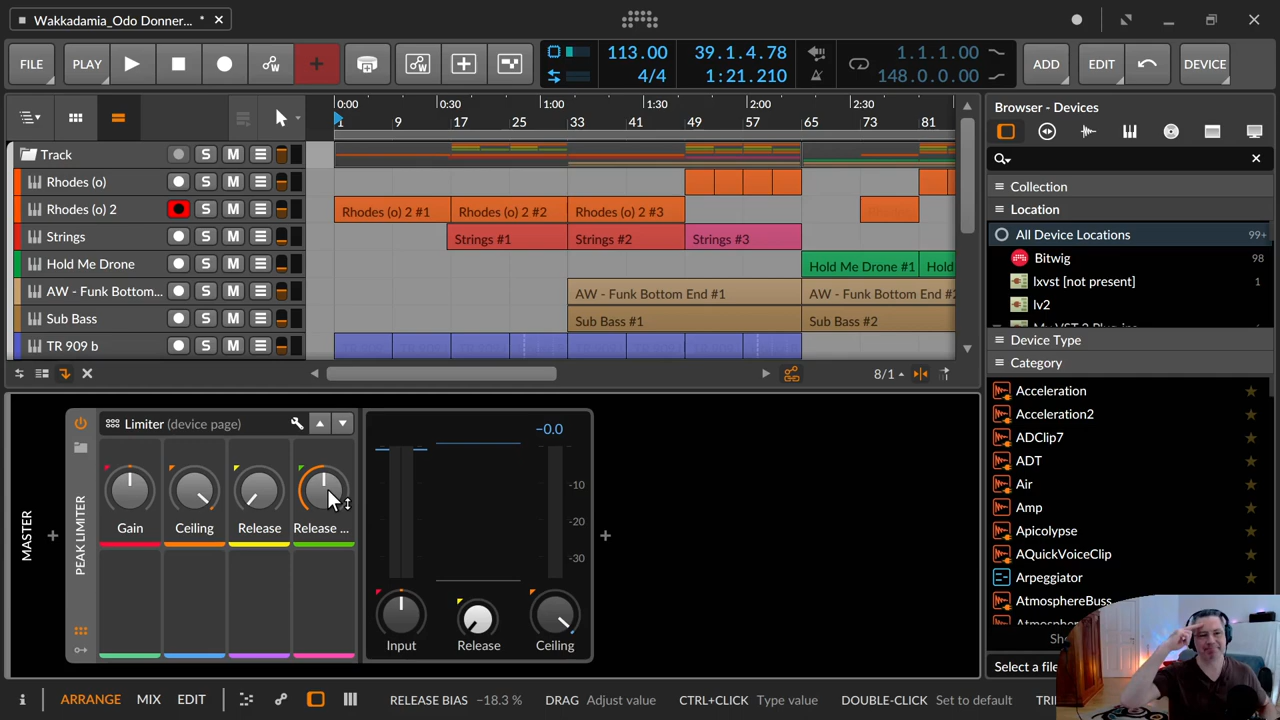 Wakkadamia_Odo Donner... *
FILE
PLAY
113.00
4/4
39.1.4.78
1:21.210
1.1.1.00
148.0.0.00
ADD
EDIT
DEVICE
0:00 0:30 1:00 1:30 2:00 2:30
1 9 17 25 33 41 49 57 65 73 81
Track S M
Rhodes (o) S M
Rhodes (o) 2 S M
Rhodes (o) 2 #1
Rhodes (o) 2 #2
Rhodes (o) 2 #3
Strings S M
Strings #1
Strings #2
Strings #3
Hold Me Drone S M
Hold Me Drone #1
Hold
AW - Funk Bottom... S M
AW - Funk Bottom End #1
AW - Funk Bottom End #2
Sub Bass S M
Sub Bass #1
Sub Bass #2
TR 909 b S M
8/1
Browser - Devices
Collection
Location
All Device Locations 99+
Bitwig 98
lxvst [not present] 1
lv2
My VST 3 Plug-ins
Device Type
Category
Acceleration
Acceleration2
ADClip7
ADT
Air
Amp
Apicolypse
AQuickVoiceClip
Arpeggiator
AtmosphereBuss
Select a file
MASTER
PEAK LIMITER
Limiter (device page)
Gain
Ceiling
Release
Release ...
-0.0
-10
-20
-30
Input
Release
Ceiling
ARRANGE
MIX
EDIT
RELEASE BIAS -18.3 %
DRAG Adjust value
CTRL+CLICK Type value
DOUBLE-CLICK Set to default